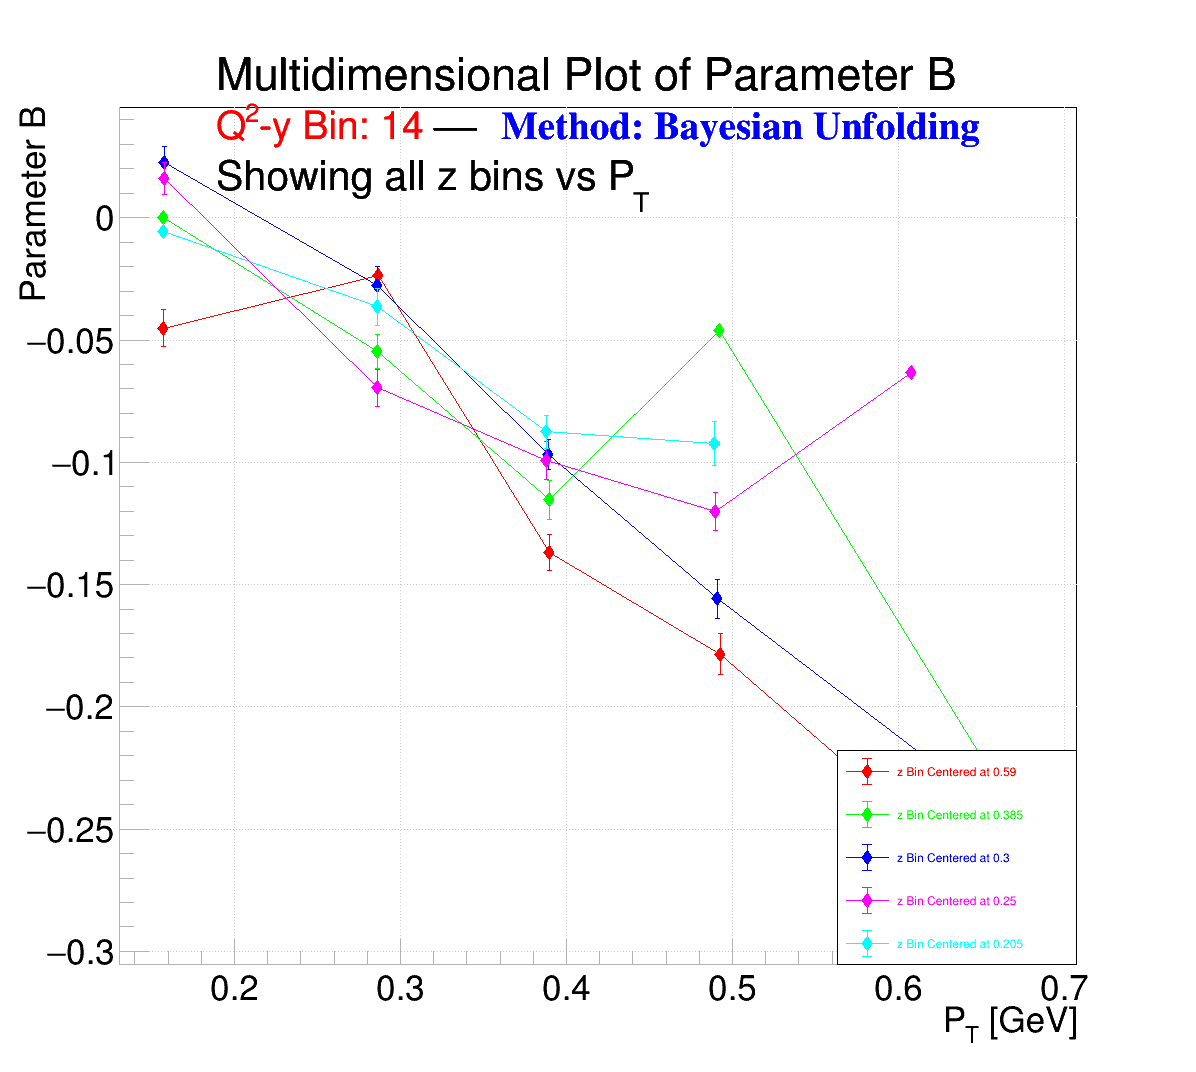 Multidimensional Plot of Parameter B
Q²-y Bin: 14 — Method: Bayesian Unfolding
Showing all z bins vs P_T
Parameter B
0
−0.05
−0.1
−0.15
−0.2
−0.25
−0.3
z Bin Centered at 0.59
z Bin Centered at 0.385
z Bin Centered at 0.3
z Bin Centered at 0.25
z Bin Centered at 0.205
0.2 0.3 0.4 0.5 0.6 0.7
P_T [GeV]